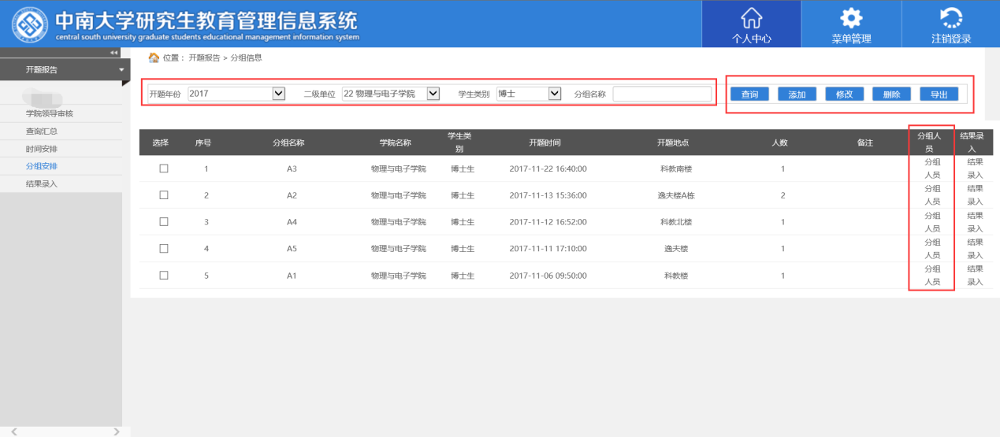 中南大学研究生教育管理信息系统
central south university graduate students educational management information system
个人中心
菜单管理
注销登录
开题报告
学院领导审核
查询汇总
时间安排
分组安排
结果录入
位置： 开题报告 > 分组信息
开题年份 2017 二级单位 22 物理与电子学院 学生类别 博士 分组名称
查询 添加 修改 删除 导出
选择 序号 分组名称 学院名称 学生类别 开题时间 开题地点 人数 备注 分组人员 结果录入
1 A3 物理与电子学院 博士生 2017-11-22 16:40:00 科教南楼 1 分组人员 结果录入
2 A2 物理与电子学院 博士生 2017-11-13 15:36:00 逸夫楼A栋 2 分组人员 结果录入
3 A4 物理与电子学院 博士生 2017-11-12 16:52:00 科教北楼 1 分组人员 结果录入
4 A5 物理与电子学院 博士生 2017-11-11 17:10:00 逸夫楼 1 分组人员 结果录入
5 A1 物理与电子学院 博士生 2017-11-06 09:50:00 科教楼 1 分组人员 结果录入